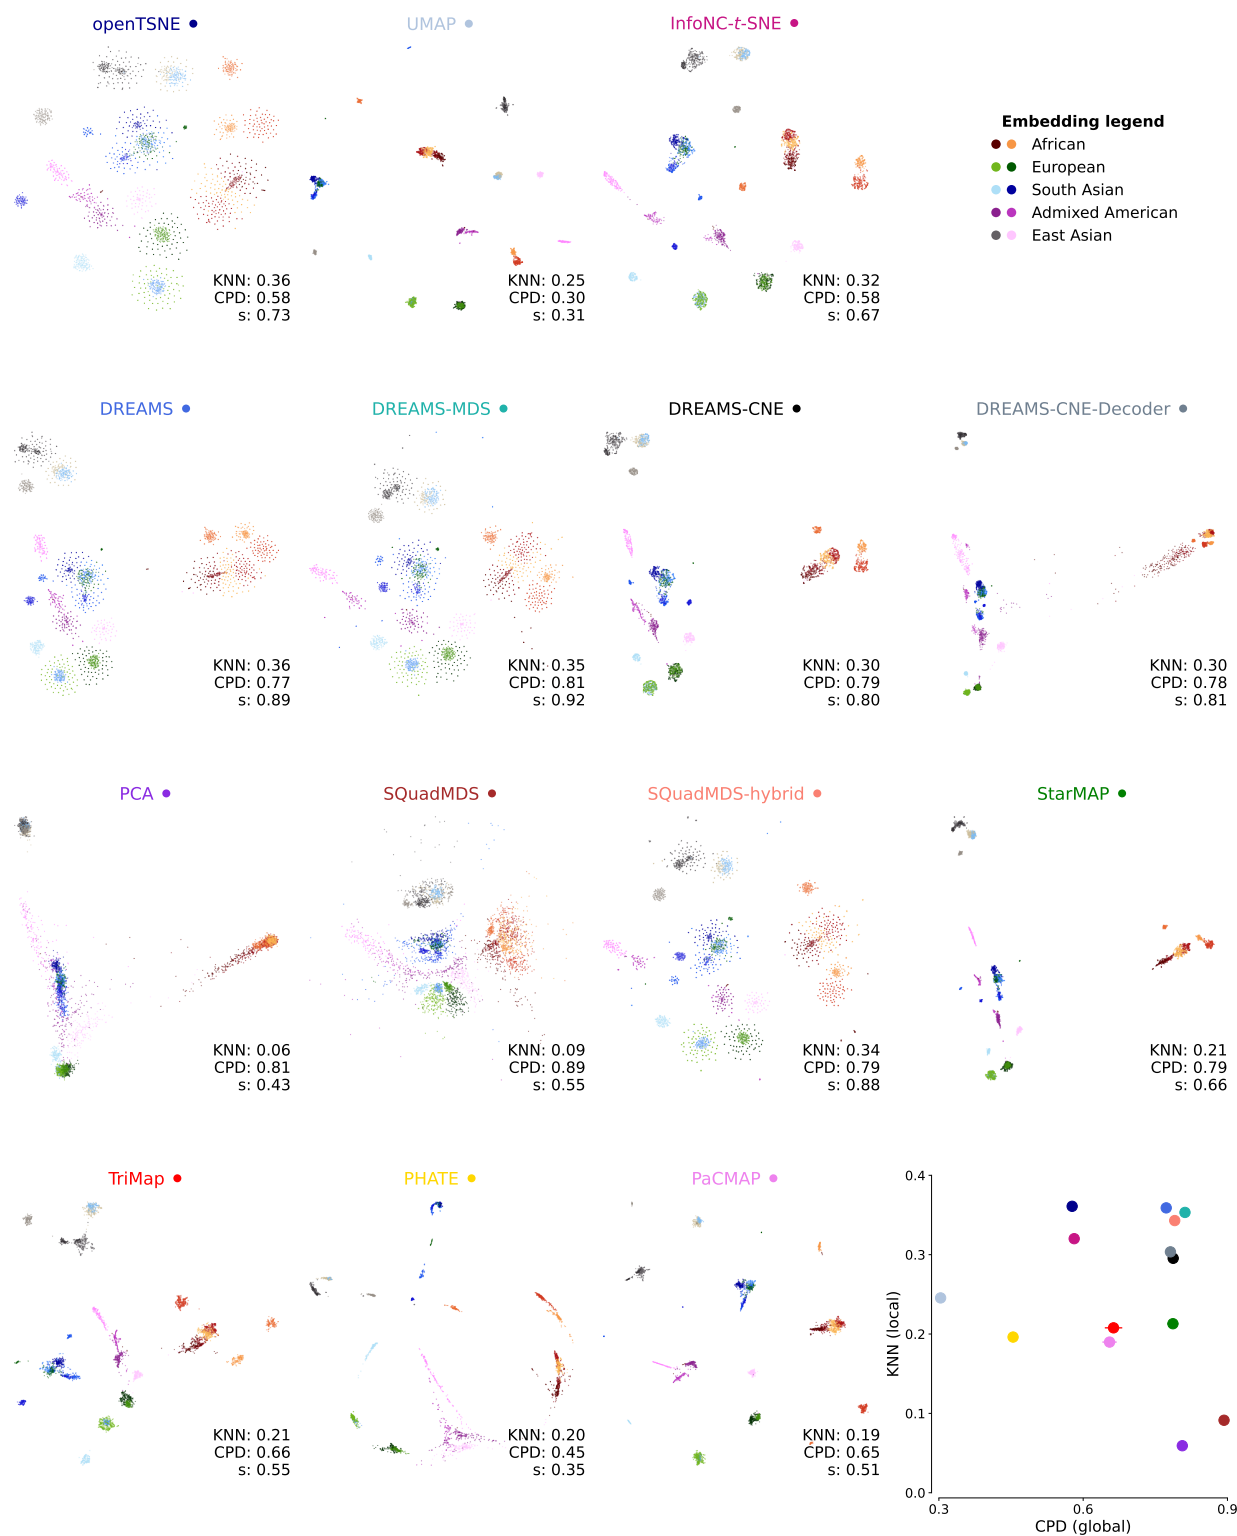 openTSNE
UMAP
InfoNC-t-SNE
KNN: 0.36
CPD: 0.58
s: 0.73
KNN: 0.25
CPD: 0.30
s: 0.31
KNN: 0.32
CPD: 0.58
s: 0.67
Embedding legend
African
European
South Asian
Admixed American
East Asian
DREAMS
DREAMS-MDS
DREAMS-CNE
DREAMS-CNE-Decoder
KNN: 0.36
CPD: 0.77
s: 0.89
KNN: 0.35
CPD: 0.81
s: 0.92
KNN: 0.30
CPD: 0.79
s: 0.80
KNN: 0.30
CPD: 0.78
s: 0.81
PCA
SQuadMDS
SQuadMDS-hybrid
StarMAP
KNN: 0.06
CPD: 0.81
s: 0.43
KNN: 0.09
CPD: 0.89
s: 0.55
KNN: 0.34
CPD: 0.79
s: 0.88
KNN: 0.21
CPD: 0.79
s: 0.66
TriMap
PHATE
PaCMAP
KNN: 0.21
CPD: 0.66
s: 0.55
KNN: 0.20
CPD: 0.45
s: 0.35
KNN: 0.19
CPD: 0.65
s: 0.51
0.4
0.3
0.2
0.1
0.0
KNN (local)
0.3
0.6
0.9
CPD (global)